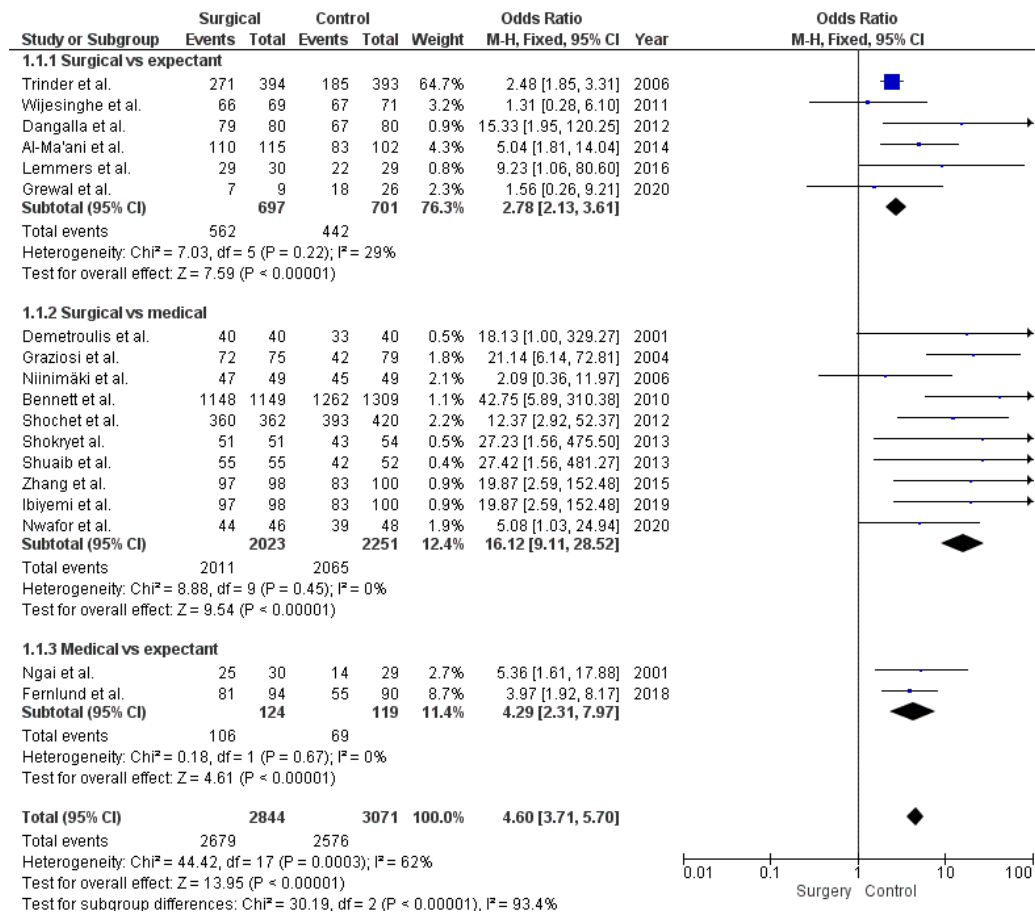 Surgical Control Odds Ratio Odds Ratio
Study or Subgroup Events Total Events Total Weight M-H, Fixed, 95% CI Year M-H, Fixed, 95% CI
1.1.1 Surgical vs expectant
Trinder et al. 271 394 185 393 64.7% 2.48 [1.85, 3.31] 2006
Wijesinghe et al. 66 69 67 71 3.2% 1.31 [0.28, 6.10] 2011
Dangalla et al. 79 80 67 80 0.9% 15.33 [1.95, 120.25] 2012
Al-Ma'ani et al. 110 115 83 102 4.3% 5.04 [1.81, 14.04] 2014
Lemmers et al. 29 30 22 29 0.8% 9.23 [1.06, 80.60] 2016
Grewal et al. 7 9 18 26 2.3% 1.56 [0.26, 9.21] 2020
Subtotal (95% CI) 697 701 76.3% 2.78 [2.13, 3.61]
Total events 562 442
Heterogeneity: Chi² = 7.03, df = 5 (P = 0.22); I² = 29%
Test for overall effect: Z = 7.59 (P < 0.00001)
1.1.2 Surgical vs medical
Demetroulis et al. 40 40 33 40 0.5% 18.13 [1.00, 329.27] 2001
Graziosi et al. 72 75 42 79 1.8% 21.14 [6.14, 72.81] 2004
Niinimäki et al. 47 49 45 49 2.1% 2.09 [0.36, 11.97] 2006
Bennett et al. 1148 1149 1262 1309 1.1% 42.75 [5.89, 310.38] 2010
Shochet et al. 360 362 393 420 2.2% 12.37 [2.92, 52.37] 2012
Shokryet al. 51 51 43 54 0.5% 27.23 [1.56, 475.50] 2013
Shuaib et al. 55 55 42 52 0.4% 27.42 [1.56, 481.27] 2013
Zhang et al. 97 98 83 100 0.9% 19.87 [2.59, 152.48] 2015
Ibiyemi et al. 97 98 83 100 0.9% 19.87 [2.59, 152.48] 2019
Nwafor et al. 44 46 39 48 1.9% 5.08 [1.03, 24.94] 2020
Subtotal (95% CI) 2023 2251 12.4% 16.12 [9.11, 28.52]
Total events 2011 2065
Heterogeneity: Chi² = 8.88, df = 9 (P = 0.45); I² = 0%
Test for overall effect: Z = 9.54 (P < 0.00001)
1.1.3 Medical vs expectant
Ngai et al. 25 30 14 29 2.7% 5.36 [1.61, 17.88] 2001
Fernlund et al. 81 94 55 90 8.7% 3.97 [1.92, 8.17] 2018
Subtotal (95% CI) 124 119 11.4% 4.29 [2.31, 7.97]
Total events 106 69
Heterogeneity: Chi² = 0.18, df = 1 (P = 0.67); I² = 0%
Test for overall effect: Z = 4.61 (P < 0.00001)
Total (95% CI) 2844 3071 100.0% 4.60 [3.71, 5.70]
Total events 2679 2576
Heterogeneity: Chi² = 44.42, df = 17 (P = 0.0003); I² = 62%
Test for overall effect: Z = 13.95 (P < 0.00001)
Test for subgroup differences: Chi² = 30.19, df = 2 (P < 0.00001), I² = 93.4%
0.01 0.1 1 10 100
Surgery Control